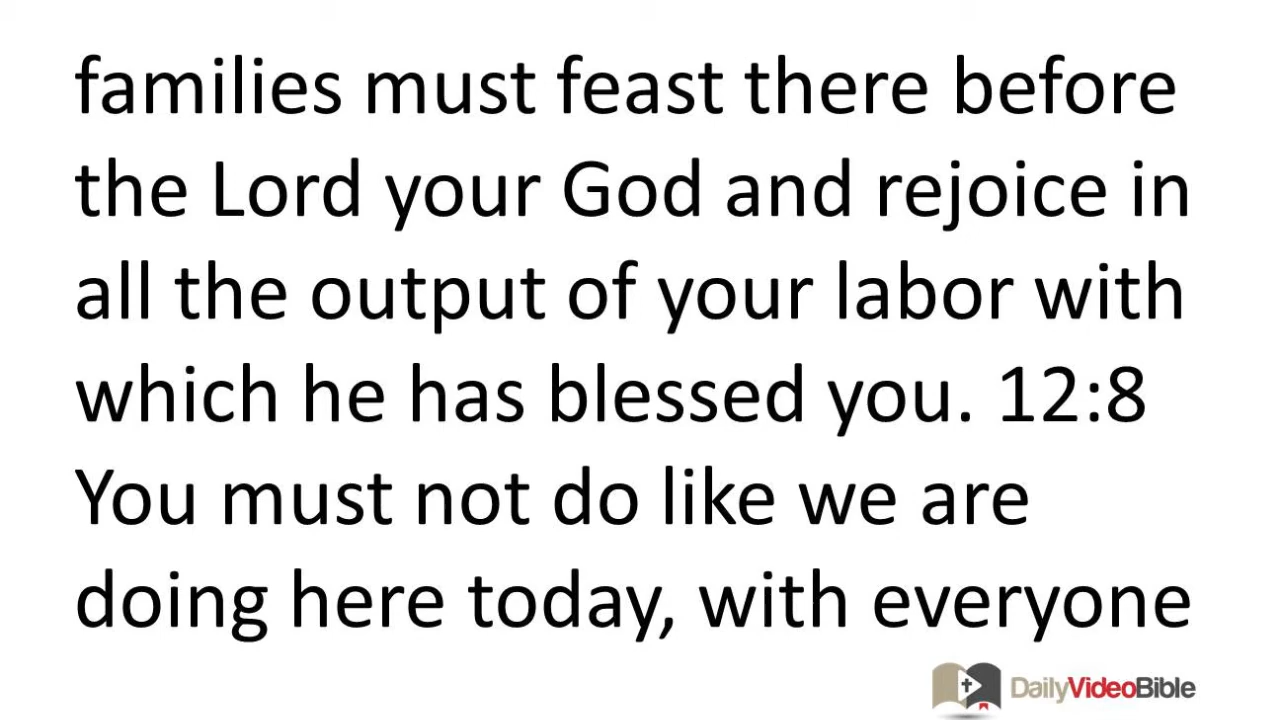 families must feast there before
the Lord your God and rejoice in
all the output of your labor with
which he has blessed you. 12:8
You must not do like we are
doing here today, with everyone
DailyVideoBible